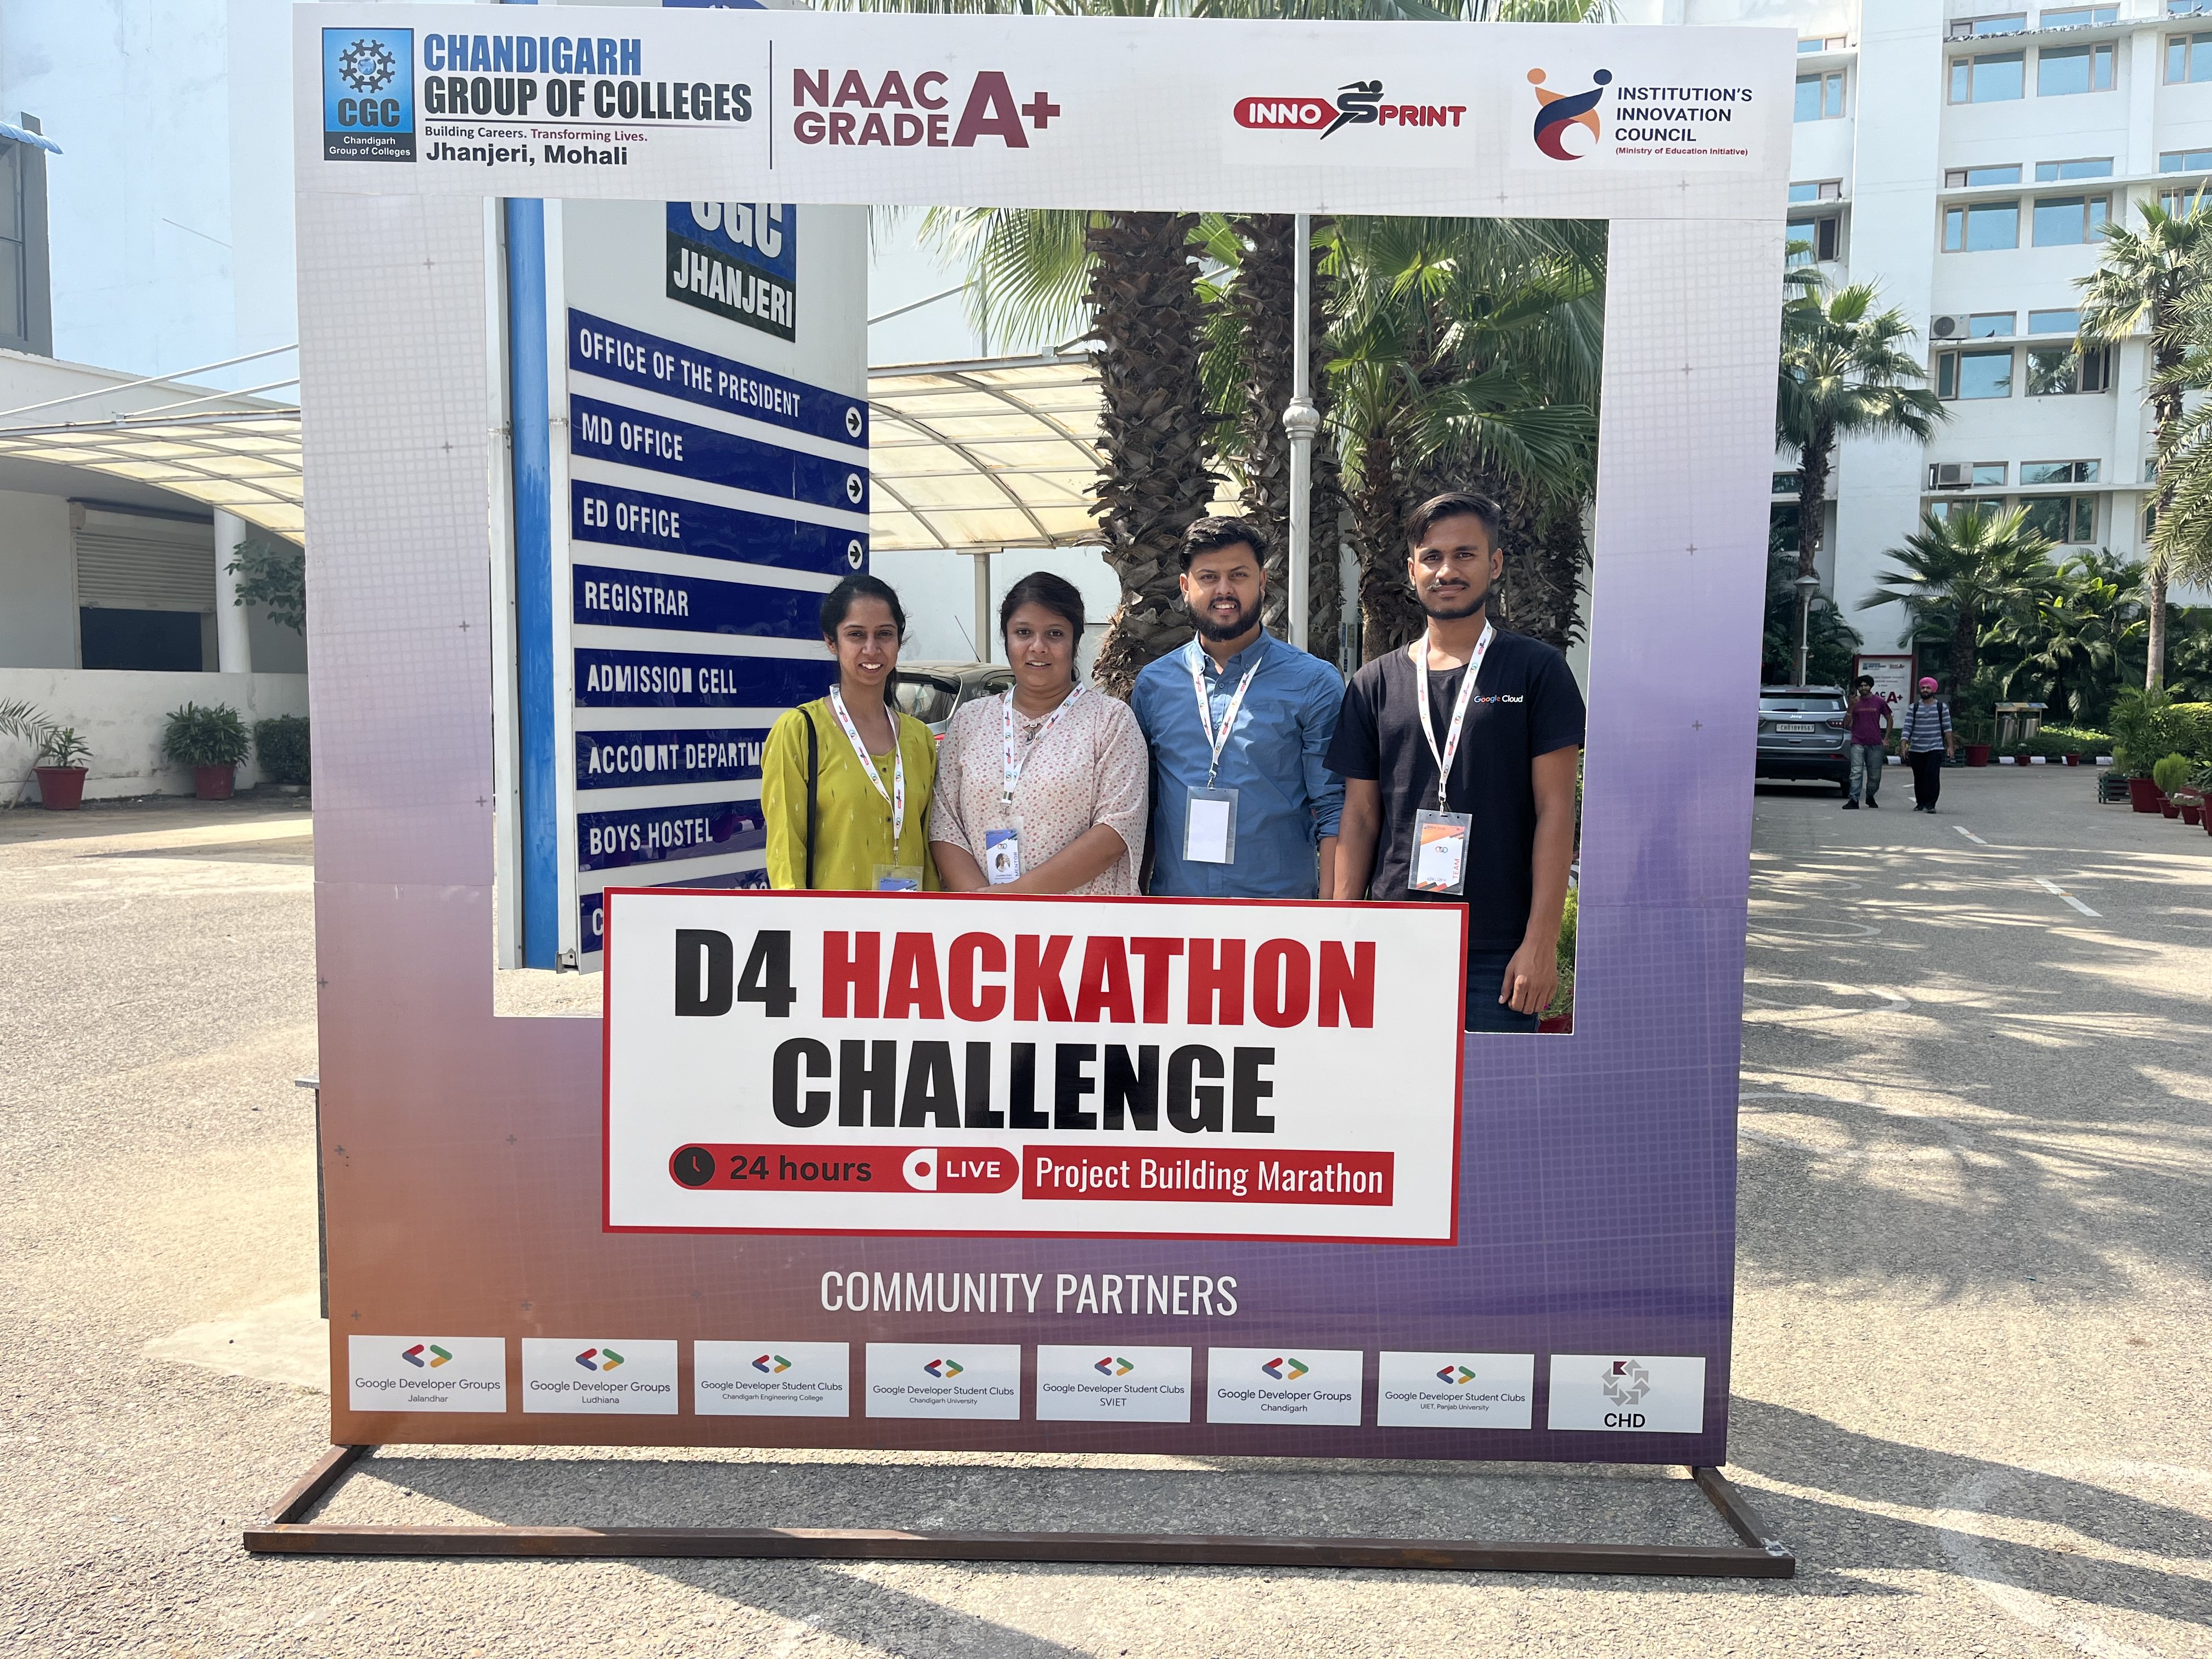 CHANDIGARH
GROUP OF COLLEGES
Building Careers. Transforming Lives.
Jhanjeri, Mohali
CGC
Chandigarh
Group of Colleges
NAAC
GRADE A+
INNO SPRINT
INSTITUTION'S
INNOVATION
COUNCIL
(Ministry of Education Initiative)
CGC
JHANJERI
OFFICE OF THE PRESIDENT
MD OFFICE
ED OFFICE
REGISTRAR
ADMISSION CELL
ACCOUNT DEPARTM
BOYS HOSTEL
C
Google Cloud
MENTOR
TEAM
D4 HACKATHON
CHALLENGE
24 hours LIVE Project Building Marathon
COMMUNITY PARTNERS
Google Developer Groups
Jalandhar
Google Developer Groups
Ludhiana
Google Developer Student Clubs
Chandigarh Engineering College
Google Developer Student Clubs
Chandigarh University
Google Developer Student Clubs
SVIET
Google Developer Groups
Chandigarh
Google Developer Student Clubs
UIET, Panjab University
CHD